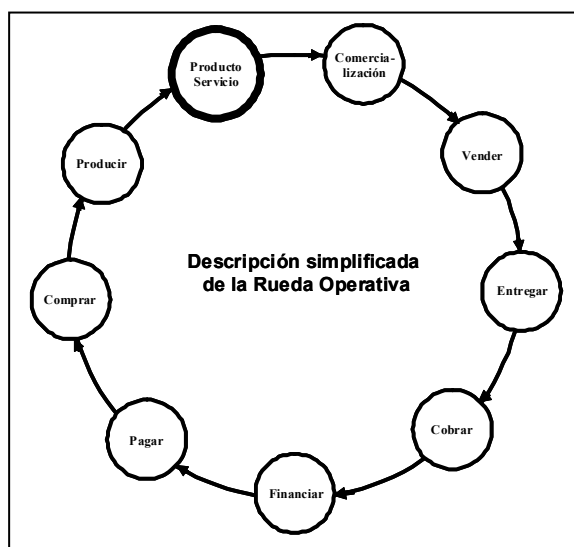 Producto
Servicio
Comercia-
lización
Vender
Entregar
Cobrar
Financiar
Pagar
Comprar
Producir
Descripción simplificada
de la Rueda Operativa